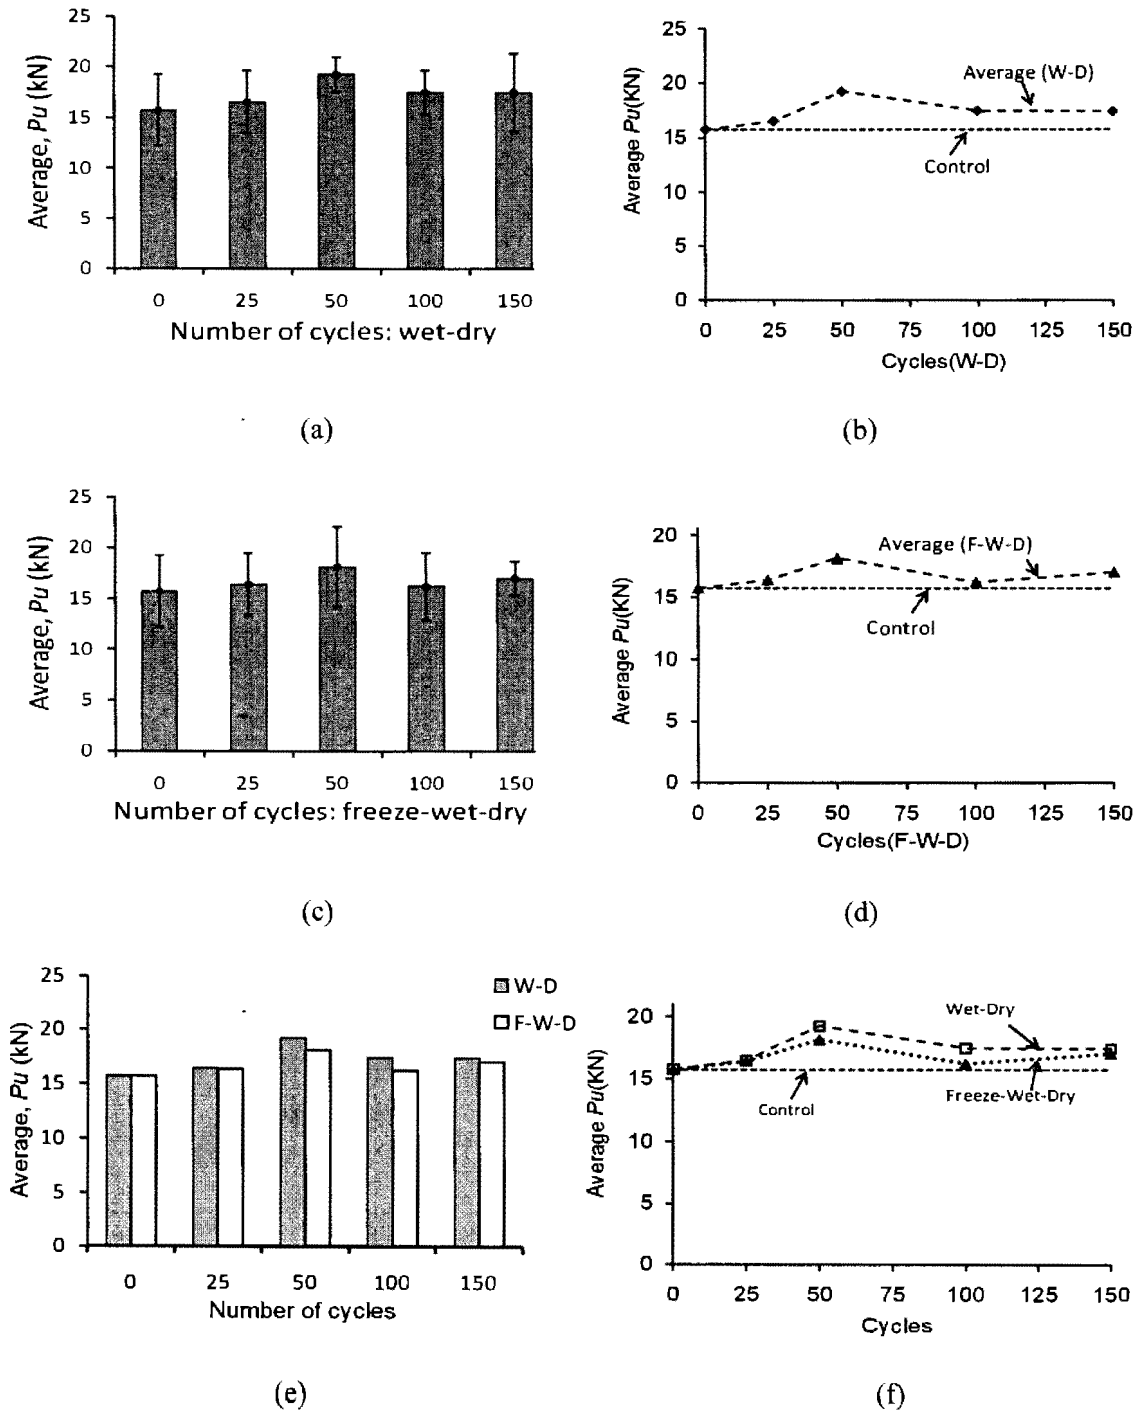 25
20
15
10
5
0
Average, Pu (kN)
0 25 50 100 150
Number of cycles: wet-dry
(a)
25
20
15
10
5
0
Average Pu(KN)
Average (W-D)
Control
0 25 50 75 100 125 150
Cycles(W-D)
(b)
25
20
15
10
5
0
Average, Pu (kN)
0 25 50 100 150
Number of cycles: freeze-wet-dry
(c)
20
15
10
5
0
Average Pu(KN)
Average (F-W-D)
Control
0 25 50 75 100 125 150
Cycles(F-W-D)
(d)
25
20
15
10
5
0
Average, Pu (kN)
W-D
F-W-D
0 25 50 100 150
Number of cycles
(e)
20
15
10
5
0
Average Pu(KN)
Wet-Dry
Control
Freeze-Wet-Dry
0 25 50 75 100 125 150
Cycles
(f)